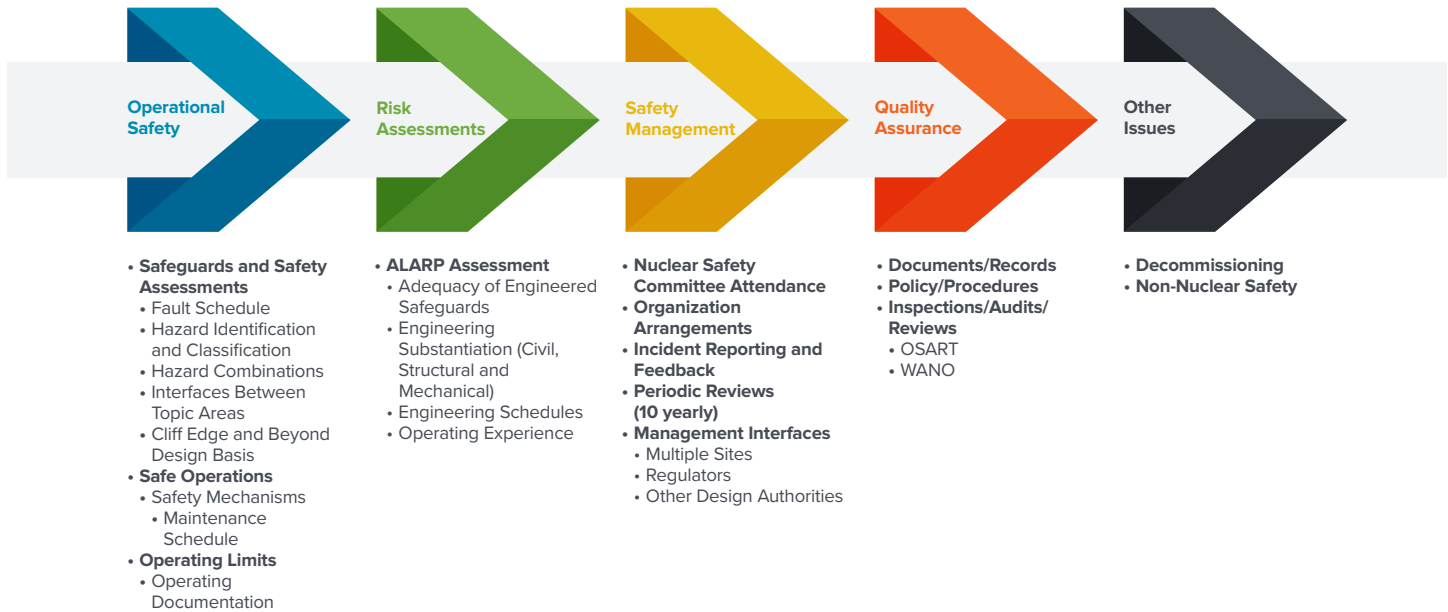 Operational
Safety
Risk
Assessments
Safety
Management
Quality
Assurance
Other
Issues
• Safeguards and Safety
Assessments
• Fault Schedule
• Hazard Identification
and Classification
• Hazard Combinations
• Interfaces Between
Topic Areas
• Cliff Edge and Beyond
Design Basis
• Safe Operations
• Safety Mechanisms
• Maintenance
Schedule
• Operating Limits
• Operating
Documentation
• ALARP Assessment
• Adequacy of Engineered
Safeguards
• Engineering
Substantiation (Civil,
Structural and
Mechanical)
• Engineering Schedules
• Operating Experience
• Nuclear Safety
Committee Attendance
• Organization
Arrangements
• Incident Reporting and
Feedback
• Periodic Reviews
(10 yearly)
• Management Interfaces
• Multiple Sites
• Regulators
• Other Design Authorities
• Documents/Records
• Policy/Procedures
• Inspections/Audits/
Reviews
• OSART
• WANO
• Decommissioning
• Non-Nuclear Safety